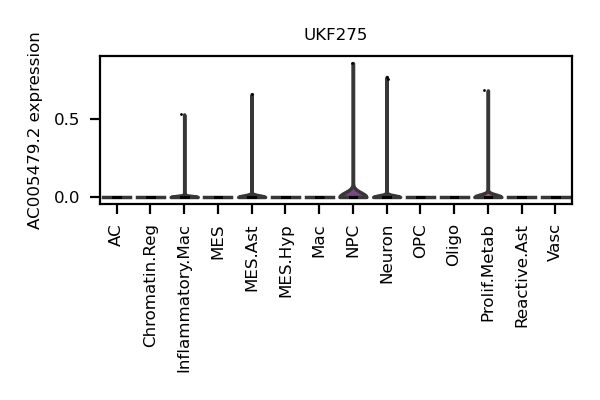 UKF275
AC005479.2 expression
0.5
0.0
AC
Chromatin.Reg
Inflammatory.Mac
MES
MES.Ast
MES.Hyp
Mac
NPC
Neuron
OPC
Oligo
Prolif.Metab
Reactive.Ast
Vasc